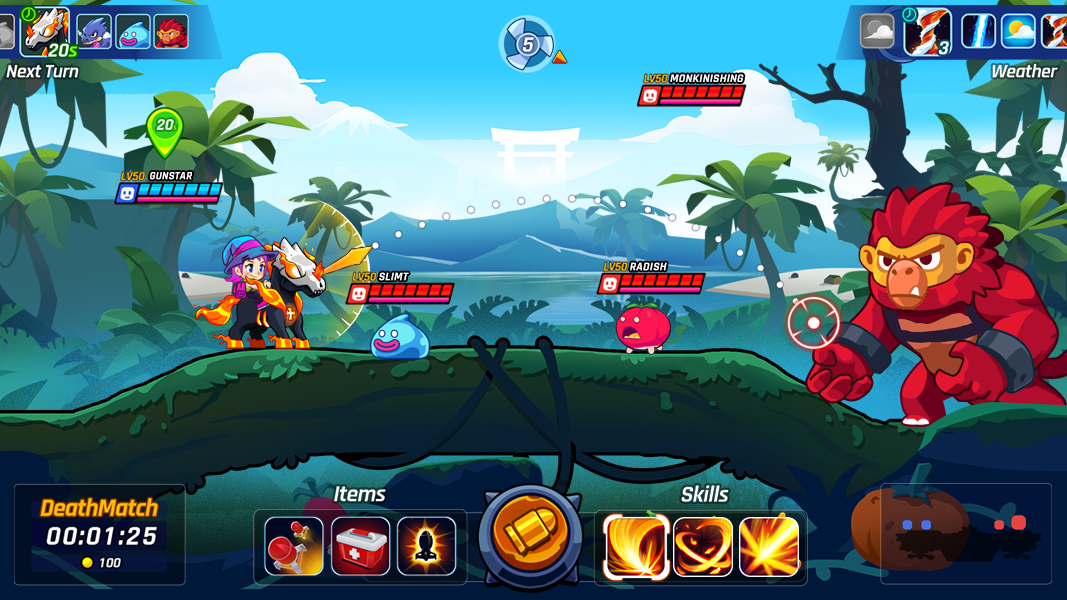 20s
Next Turn
5
3
Weather
LV50 MONKINISHING
20s
LV50 GUNSTAR
LV50 SLIMT
LV50 RADISH
DeathMatch
00:01:25
100
Items
Skills